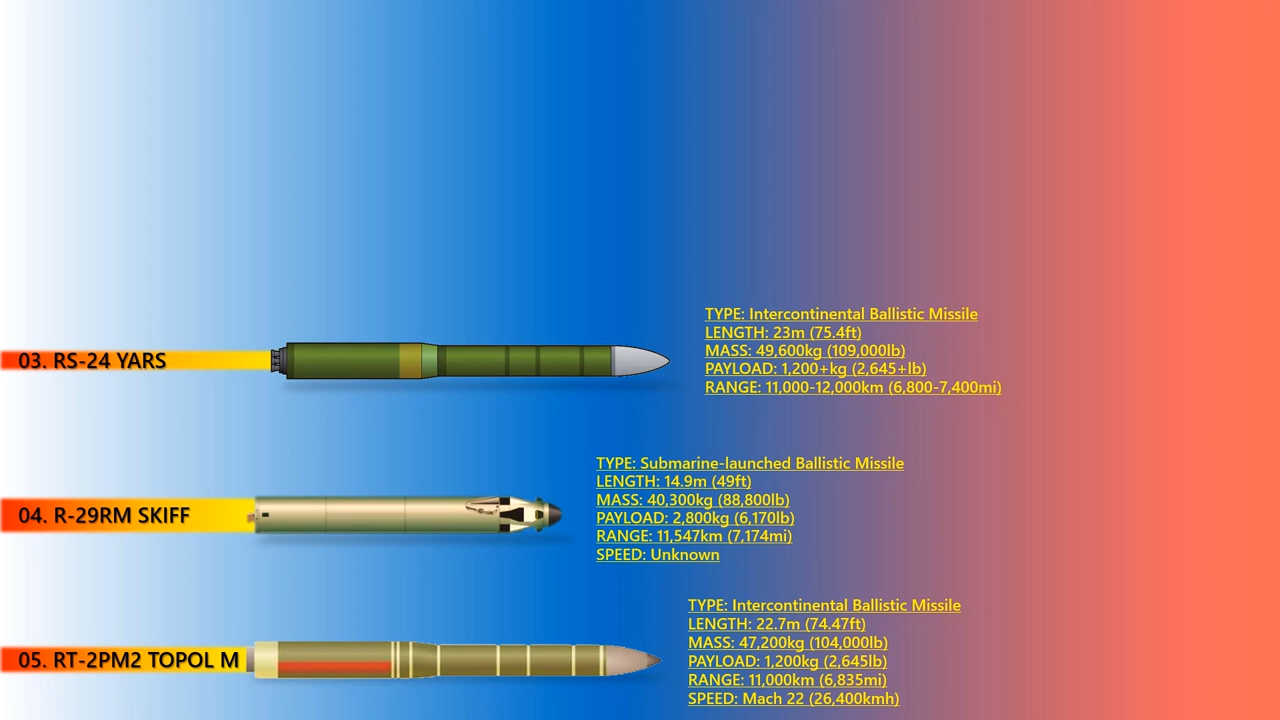 03. RS-24 YARS
TYPE: Intercontinental Ballistic Missile
LENGTH: 23m (75.4ft)
MASS: 49,600kg (109,000lb)
PAYLOAD: 1,200+kg (2,645+lb)
RANGE: 11,000-12,000km (6,800-7,400mi)
04. R-29RM SKIFF
TYPE: Submarine-launched Ballistic Missile
LENGTH: 14.9m (49ft)
MASS: 40,300kg (88,800lb)
PAYLOAD: 2,800kg (6,170lb)
RANGE: 11,547km (7,174mi)
SPEED: Unknown
05. RT-2PM2 TOPOL M
TYPE: Intercontinental Ballistic Missile
LENGTH: 22.7m (74.47ft)
MASS: 47,200kg (104,000lb)
PAYLOAD: 1,200kg (2,645lb)
RANGE: 11,000km (6,835mi)
SPEED: Mach 22 (26,400kmh)